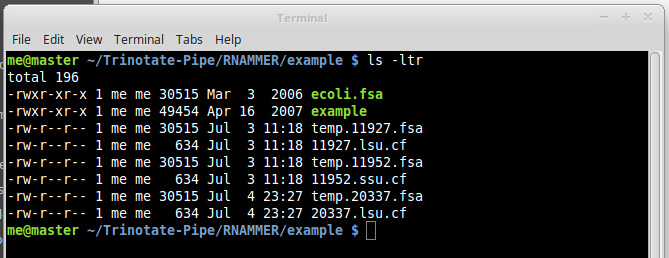 Terminal
File Edit View Terminal Tabs Help
me@master ~/Trinotate-Pipe/RNAMMER/example $ ls -ltr
total 196
-rwxr-xr-x 1 me me 30515 Mar  3  2006 ecoli.fsa
-rwxr-xr-x 1 me me 49454 Apr 16  2007 example
-rw-r--r-- 1 me me 30515 Jul  3 11:18 temp.11927.fsa
-rw-r--r-- 1 me me   634 Jul  3 11:18 11927.lsu.cf
-rw-r--r-- 1 me me 30515 Jul  3 11:18 temp.11952.fsa
-rw-r--r-- 1 me me   634 Jul  3 11:18 11952.ssu.cf
-rw-r--r-- 1 me me 30515 Jul  4 23:27 temp.20337.fsa
-rw-r--r-- 1 me me   634 Jul  4 23:27 20337.lsu.cf
me@master ~/Trinotate-Pipe/RNAMMER/example $